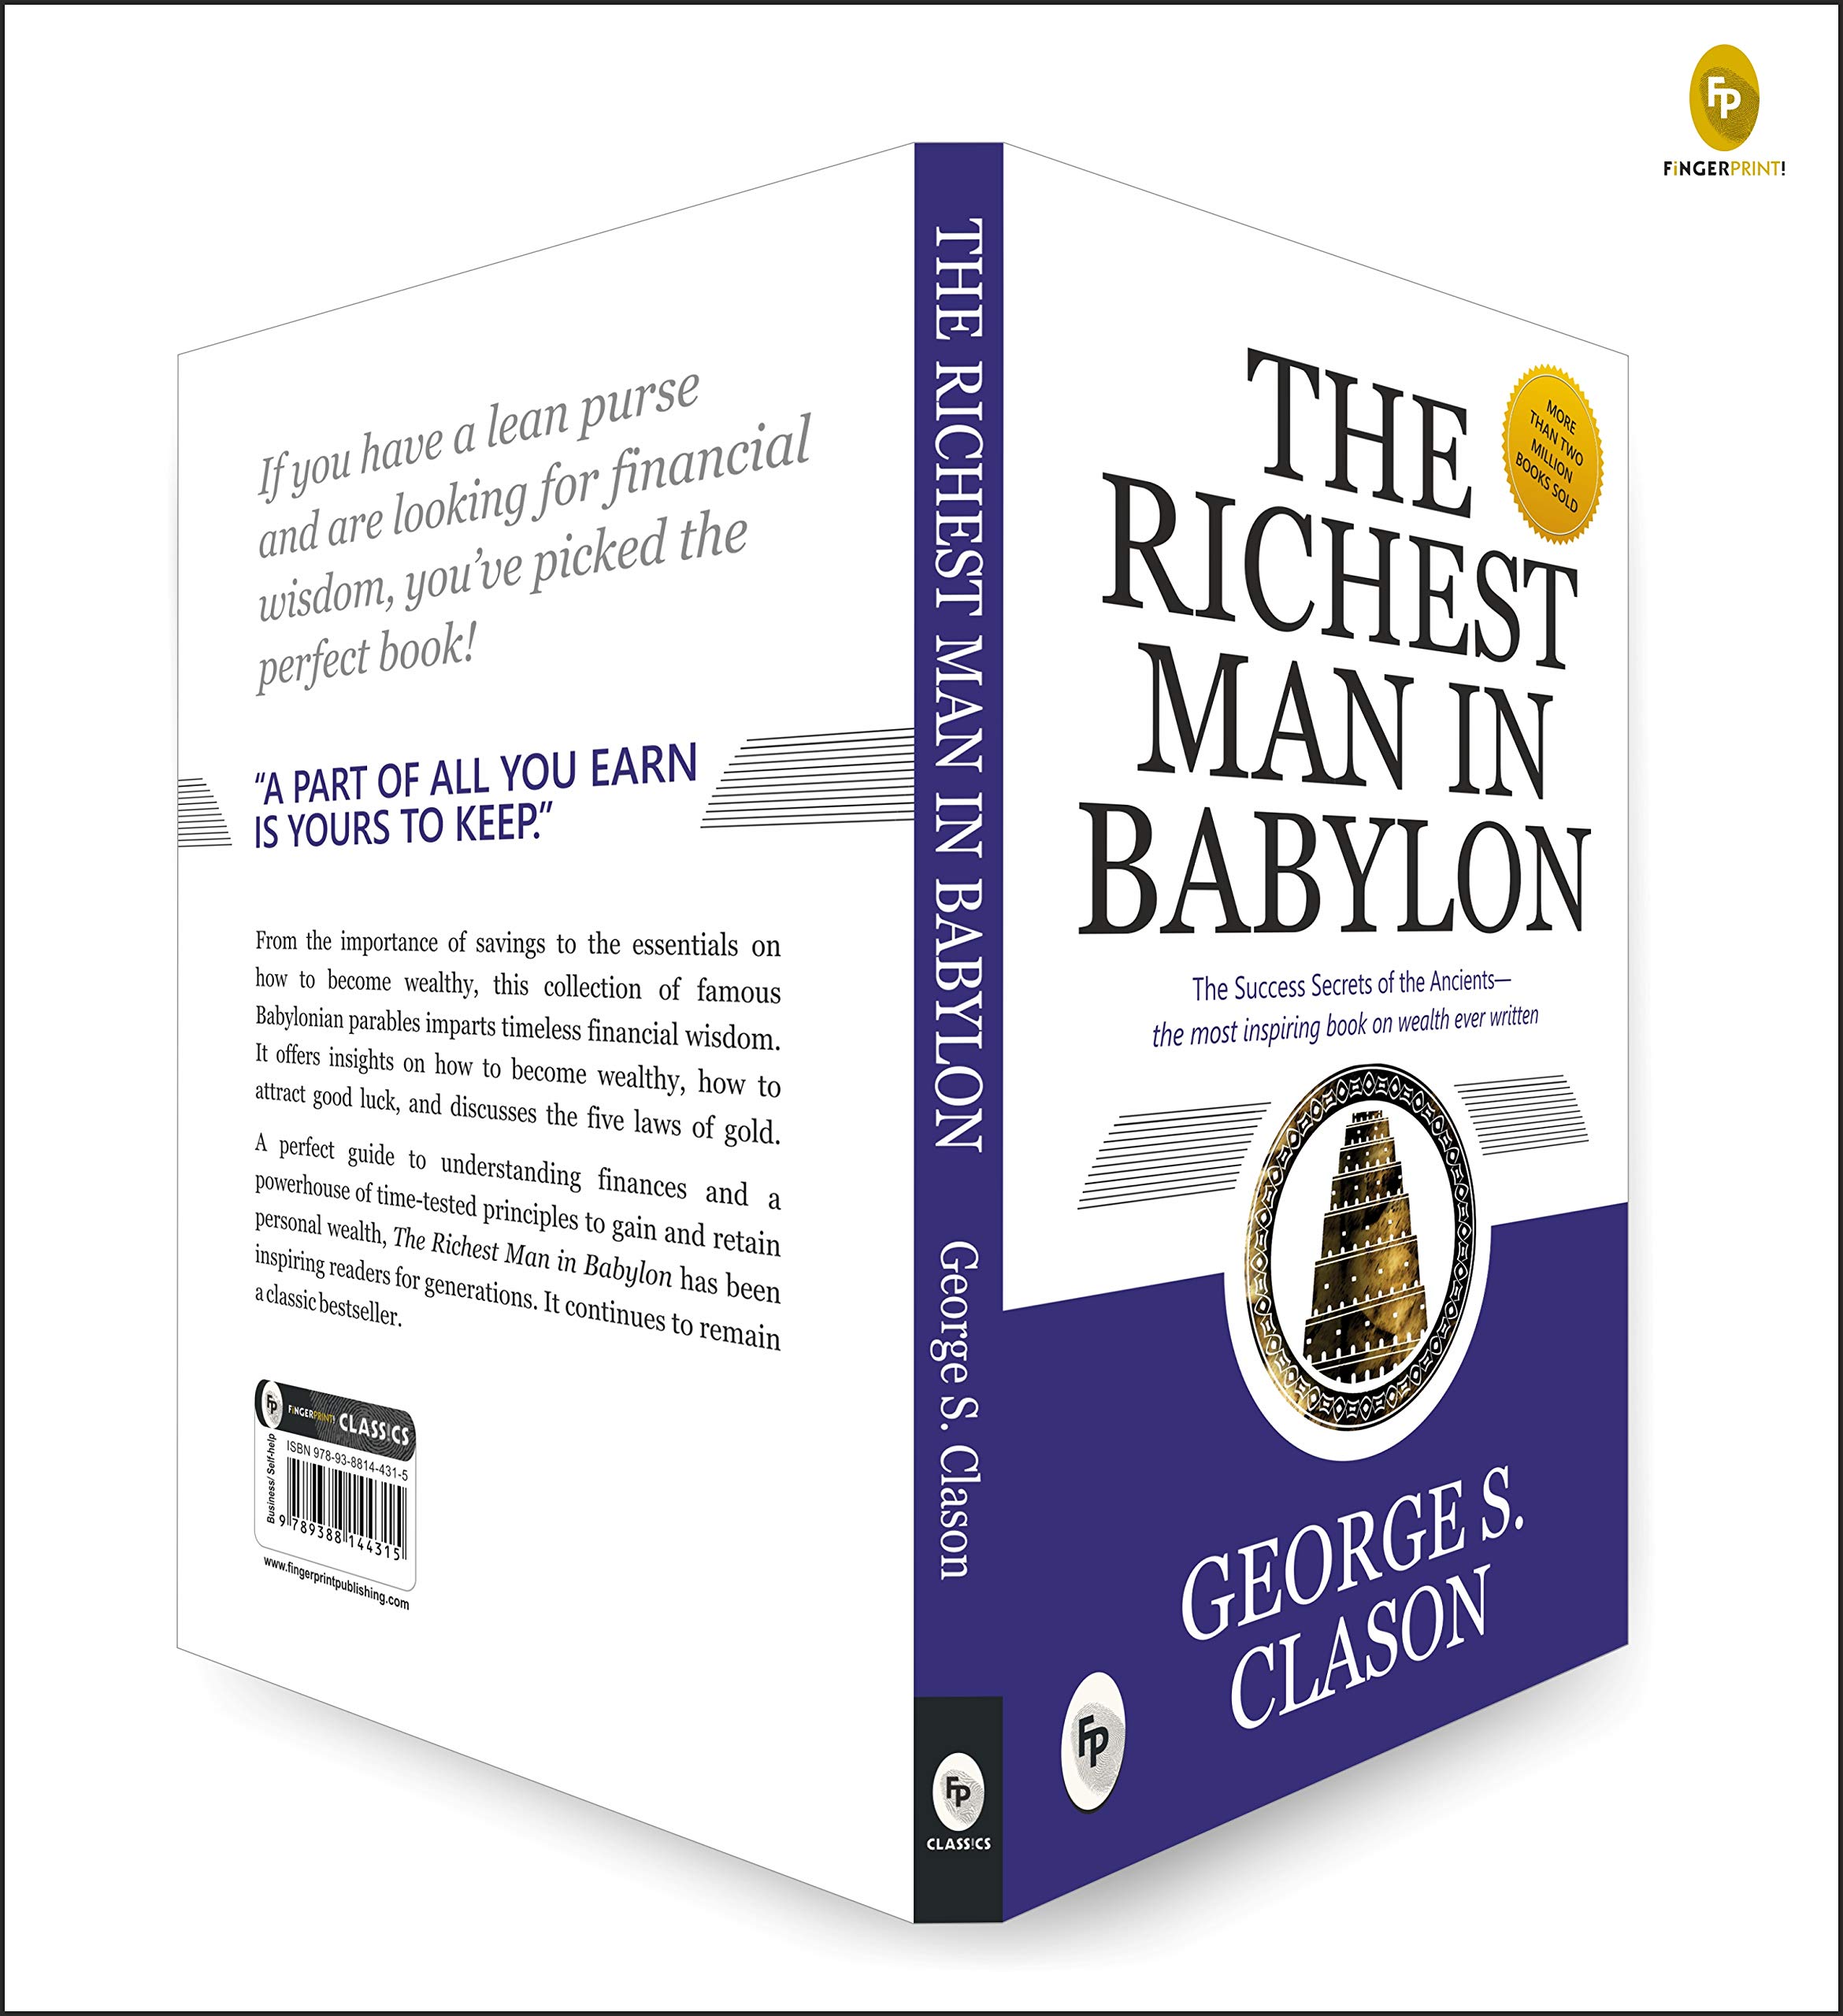 FP
FiNGERPRINT!
If you have a lean purse
and are looking for financial
wisdom, you've picked the
perfect book!
“A PART OF ALL YOU EARN
IS YOURS TO KEEP.”
From the importance of savings to the essentials on
how to become wealthy, this collection of famous
Babylonian parables imparts timeless financial wisdom.
It offers insights on how to become wealthy, how to
attract good luck, and discusses the five laws of gold.
A perfect guide to understanding finances and a
powerhouse of time-tested principles to gain and retain
personal wealth, The Richest Man in Babylon has been
inspiring readers for generations. It continues to remain
a classic bestseller.
FP FiNGERPRINT! CLASS!CS
ISBN 978-93-8814-431-5
Business/ Self-help
9 789388 144315
www.fingerprintpublishing.com
THE RICHEST MAN IN BABYLON George S. Clason
FP
CLASS!CS
THE
RICHEST
MAN IN
BABYLON
MORE
THAN TWO
MILLION
BOOKS SOLD
The Success Secrets of the Ancients—
the most inspiring book on wealth ever written
GEORGE S.
CLASON
FP